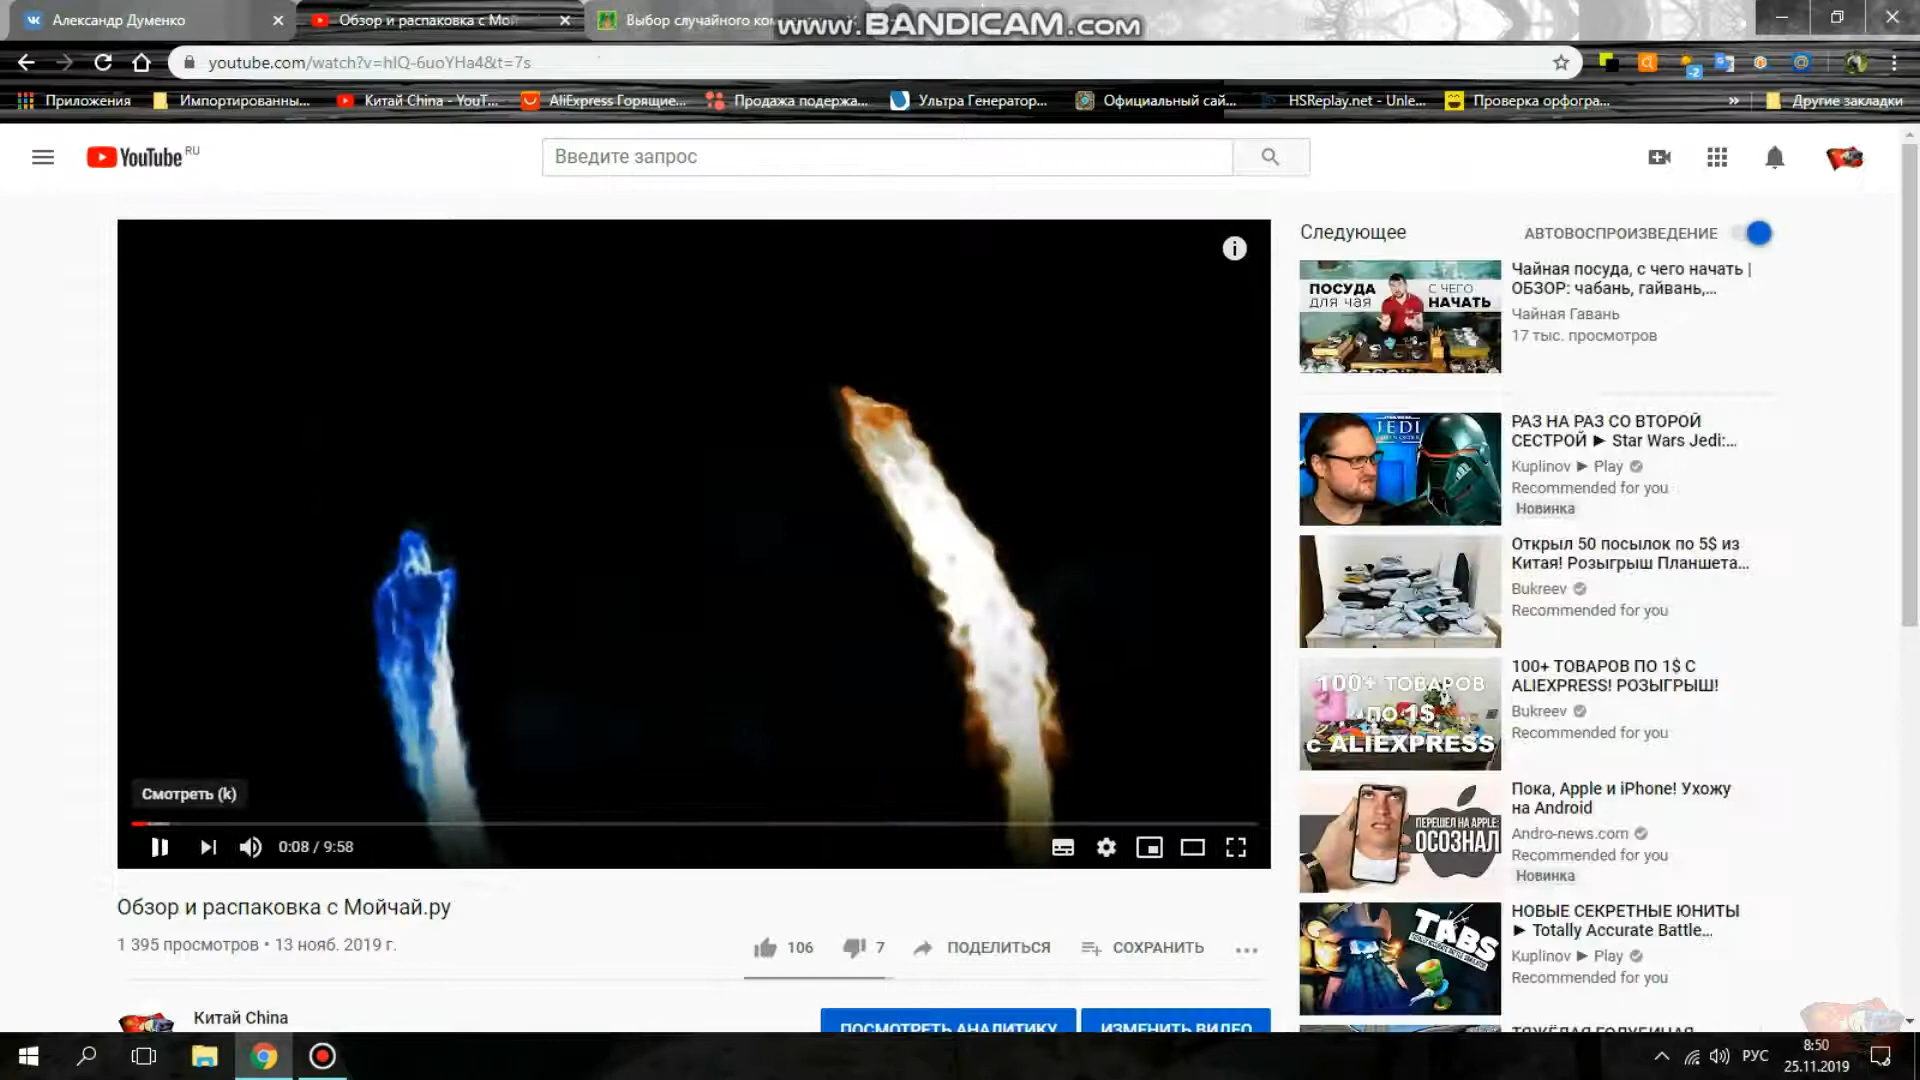 Александр Думенко
Обзор и распаковка с Мой
Выбор случайного ком
www.BANDICAM.com
youtube.com/watch?v=hIQ-6uoYHa4&t=7s
Приложения
Импортированны...
Китай China - YouT...
AliExpress Горящие...
Продажа подержа...
Ультра Генератор...
Официальный сай...
HSReplay.net - Unle...
Проверка орфогра...
»
Другие закладки
YouTube RU
Введите запрос
Следующее
АВТОВОСПРОИЗВЕДЕНИЕ
ПОСУДА
ДЛЯ ЧАЯ
С ЧЕГО
НАЧАТЬ
Чайная посуда, с чего начать |
ОБЗОР: чабань, гайвань,...
Чайная Гавань
17 тыс. просмотров
JEDI
РАЗ НА РАЗ СО ВТОРОЙ
СЕСТРОЙ ► Star Wars Jedi:...
Kuplinov ► Play
Recommended for you
Новинка
Открыл 50 посылок по 5$ из
Китая! Розыгрыш Планшета...
Bukreev
Recommended for you
100+ ТОВАРОВ
ПО 1$
с ALIEXPRESS
100+ ТОВАРОВ ПО 1$ С
ALIEXPRESS! РОЗЫГРЫШ!
Bukreev
Recommended for you
ПЕРЕШЕЛ НА APPLE:
ОСОЗНАЛ
Пока, Apple и iPhone! Ухожу
на Android
Andro-news.com
Recommended for you
Новинка
TABS
НОВЫЕ СЕКРЕТНЫЕ ЮНИТЫ
► Totally Accurate Battle...
Kuplinov ► Play
Recommended for you
Смотреть (k)
0:08 / 9:58
Обзор и распаковка с Мойчай.ру
1 395 просмотров • 13 нояб. 2019 г.
106
7
ПОДЕЛИТЬСЯ
СОХРАНИТЬ
Китай China
ПОСМОТРЕТЬ АНАЛИТИКУ
ИЗМЕНИТЬ ВИДЕО
РУС
8:50
25.11.2019